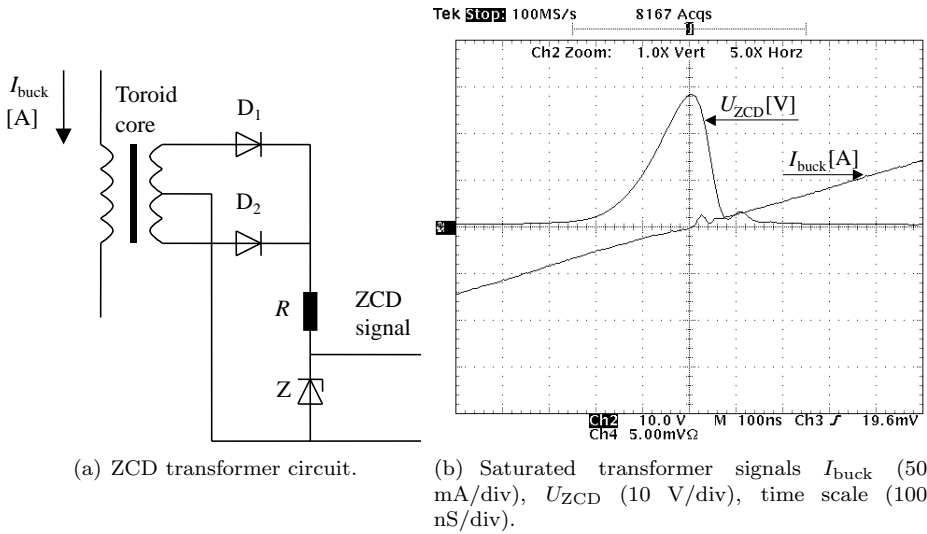 I_buck
[A]
Toroid
core
D₁
D₂
R
ZCD
signal
Z
(a) ZCD transformer circuit.
Tek Stop: 100MS/s 8167 Acqs
Ch2 Zoom: 1.0X Vert 5.0X Horz
U_ZCD[V]
I_buck[A]
Ch2 10.0 V M 100ns Ch3 19.6mV
Ch4 5.00mVΩ
(b) Saturated transformer signals I_buck (50
mA/div), U_ZCD (10 V/div), time scale (100
nS/div).